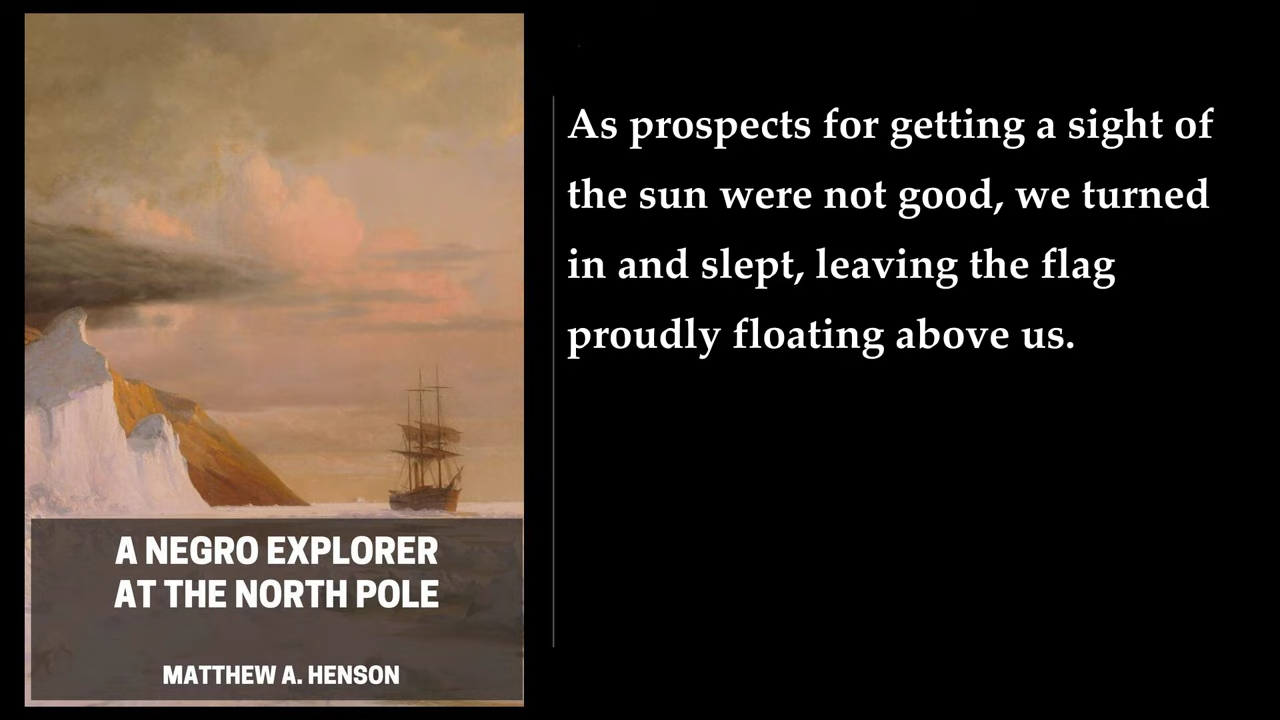 A NEGRO EXPLORER
AT THE NORTH POLE
MATTHEW A. HENSON
As prospects for getting a sight of
the sun were not good, we turned
in and slept, leaving the flag
proudly floating above us.